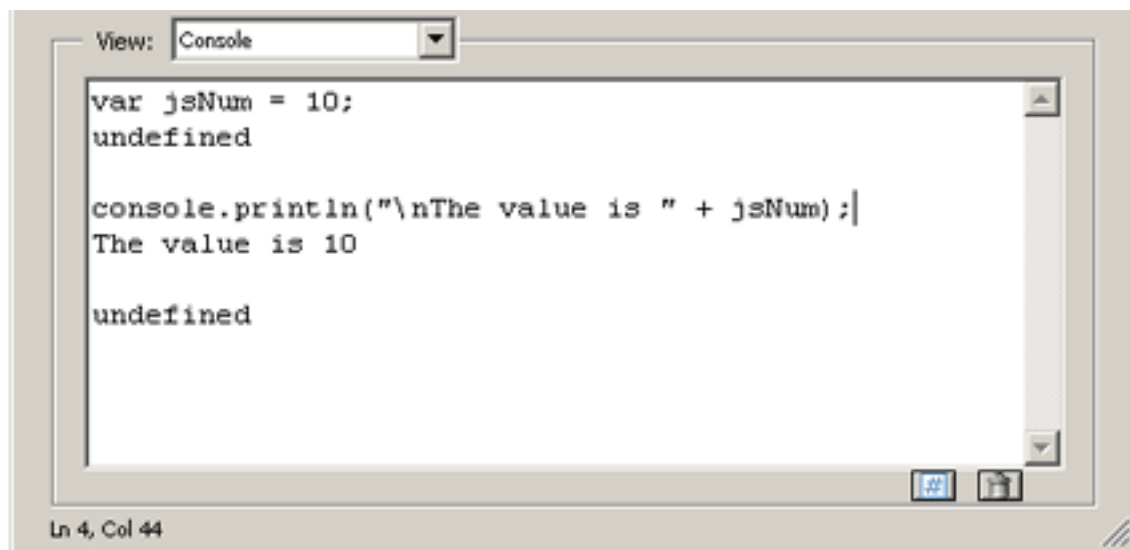 View: Console
var jsNum = 10;
undefined
console.println("\nThe value is " + jsNum);
The value is 10
undefined
#
Ln 4, Col 44